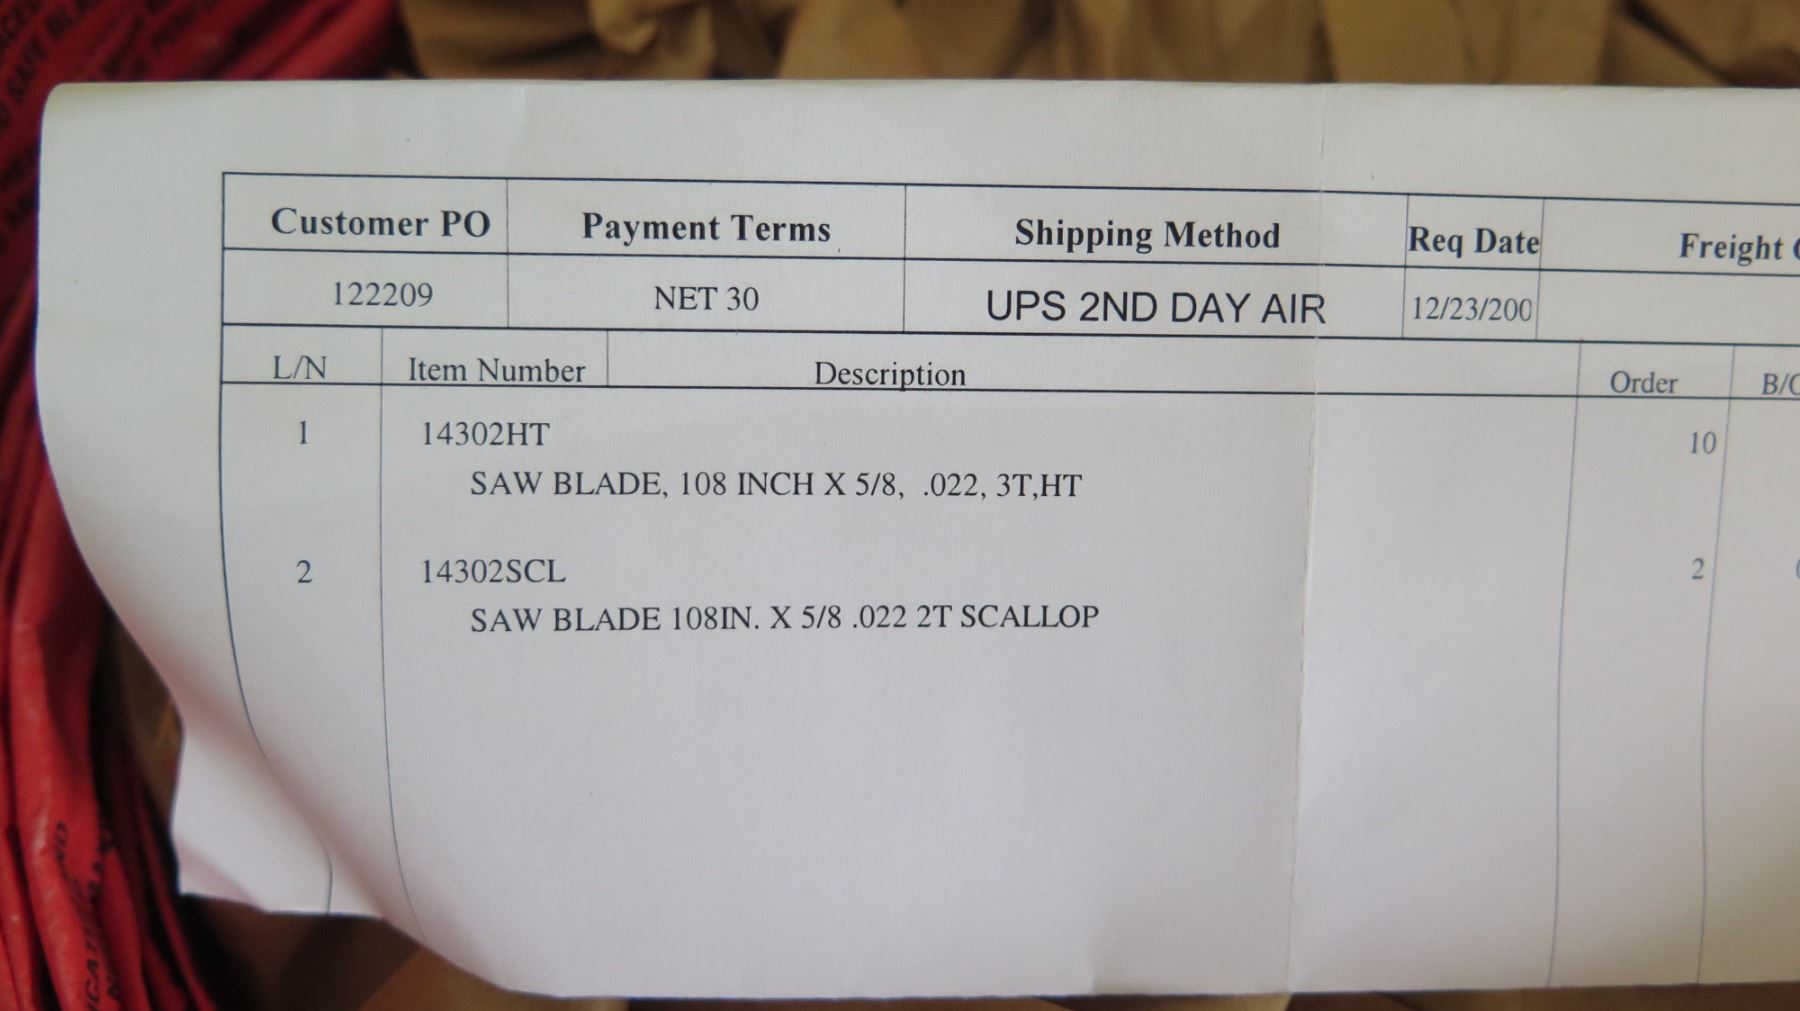 Customer PO Payment Terms Shipping Method Req Date Freight
122209 NET 30 UPS 2ND DAY AIR 12/23/200
L/N Item Number Description Order B/
1 14302HT 10
SAW BLADE, 108 INCH X 5/8, .022, 3T,HT
2 14302SCL 2
SAW BLADE 108IN. X 5/8 .022 2T SCALLOP